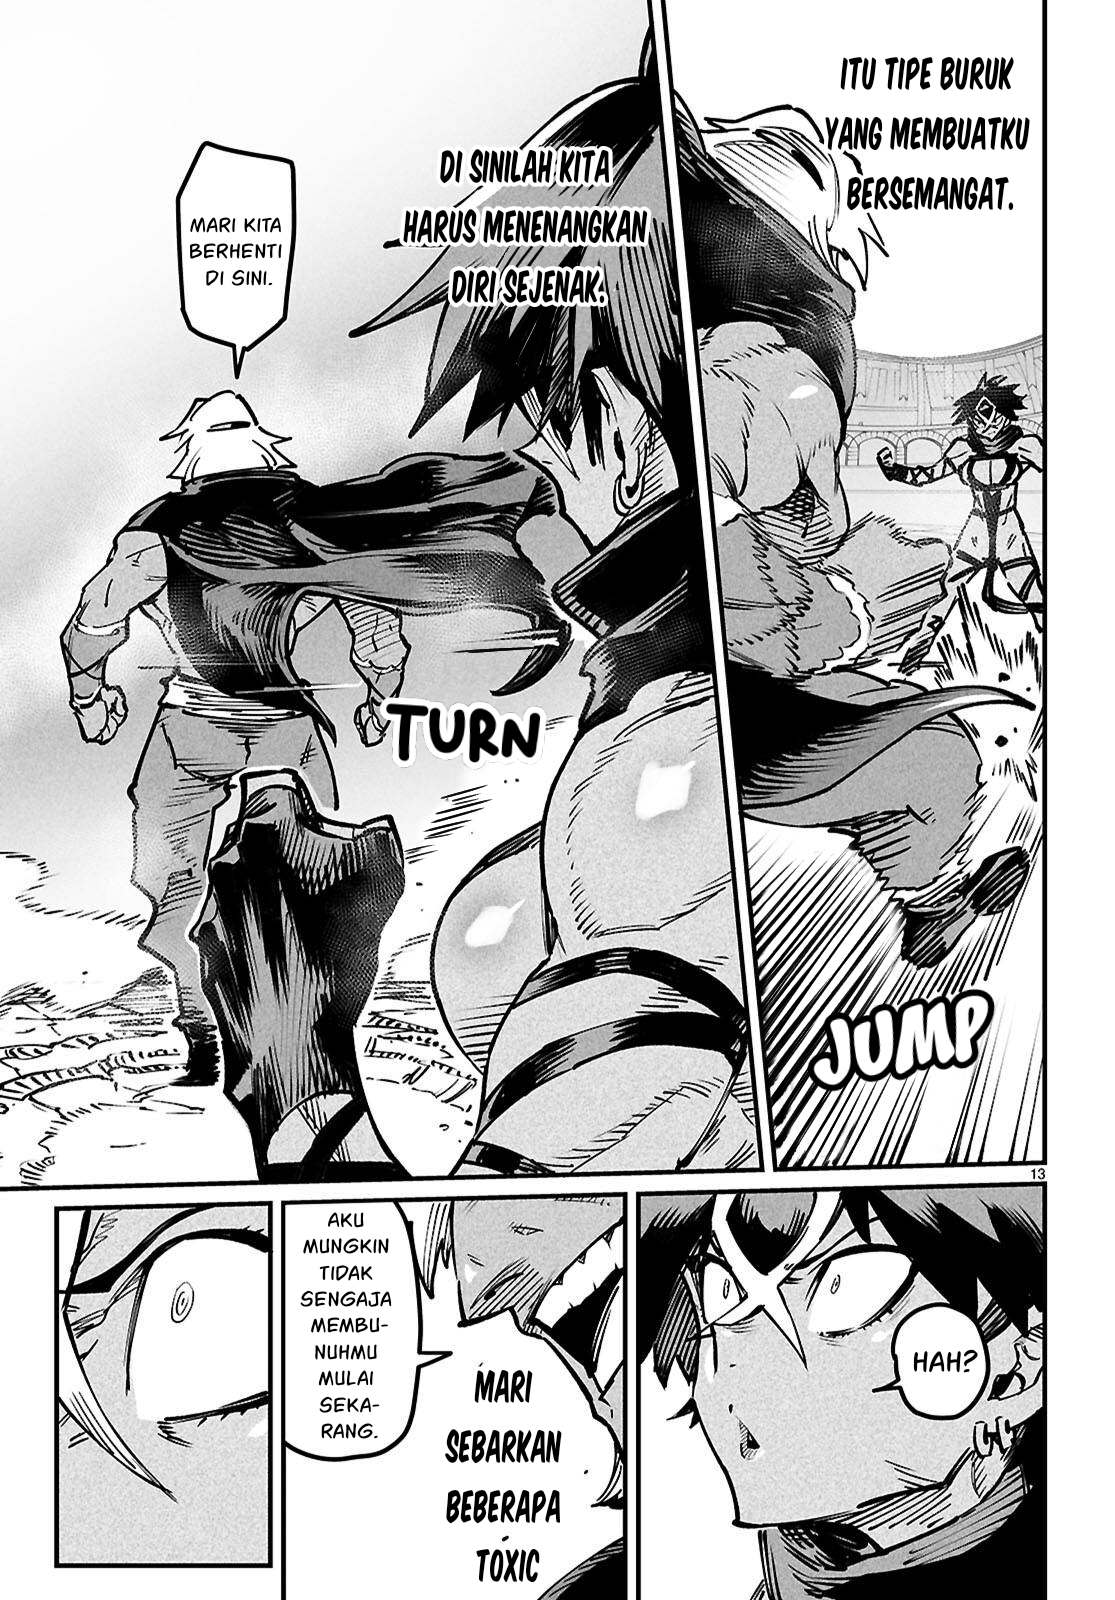 ITU TIPE BURUK
YANG MEMBUATKU
BERSEMANGAT.
JUMP
DI SINILAH KITA
HARUS MENENANGKAN
DIRI SEJENAK.
MARI KITA
BERHENTI
DI SINI.
TURN
13
HAH?
MARI
SEBARKAN
BEBERAPA
TOXIC
AKU
MUNGKIN
TIDAK
SENGAJA
MEMBU-
NUHMU
MULAI
SEKA-
RANG.